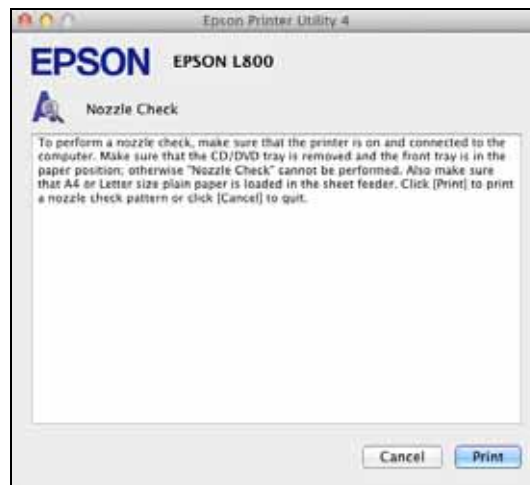 Epson Printer Utility 4
EPSON EPSON L800
Nozzle Check
To perform a nozzle check, make sure that the printer is on and connected to the
computer. Make sure that the CD/DVD tray is removed and the front tray is in the
paper position; otherwise "Nozzle Check" cannot be performed. Also make sure
that A4 or Letter size plain paper is loaded in the sheet feeder. Click [Print] to print
a nozzle check pattern or click [Cancel] to quit.
Cancel Print